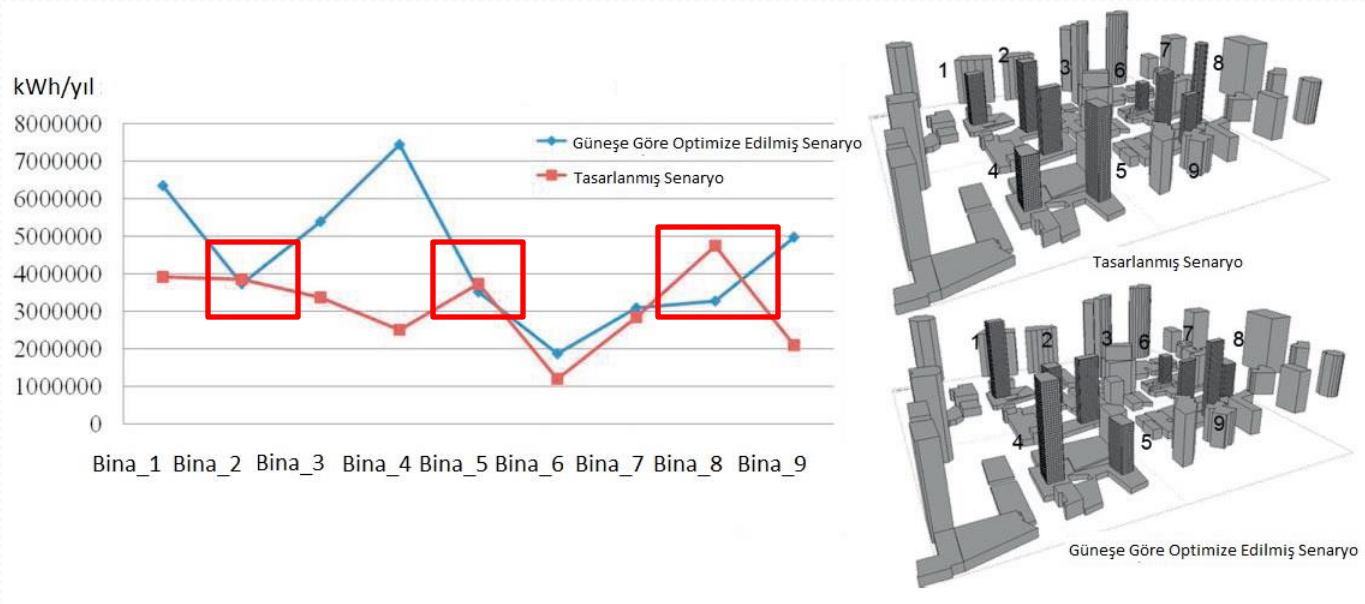 kWh/yıl
8000000
7000000
6000000
5000000
4000000
3000000
2000000
1000000
0
Güneşe Göre Optimize Edilmiş Senaryo
Tasarlanmış Senaryo
Bina_1 Bina_2 Bina_3 Bina_4 Bina_5 Bina_6 Bina_7 Bina_8 Bina_9
1 2 3 6 7 8
4 5 9
Tasarlanmış Senaryo
1 2 3 6 7 8
4 5 9
Güneşe Göre Optimize Edilmiş Senaryo